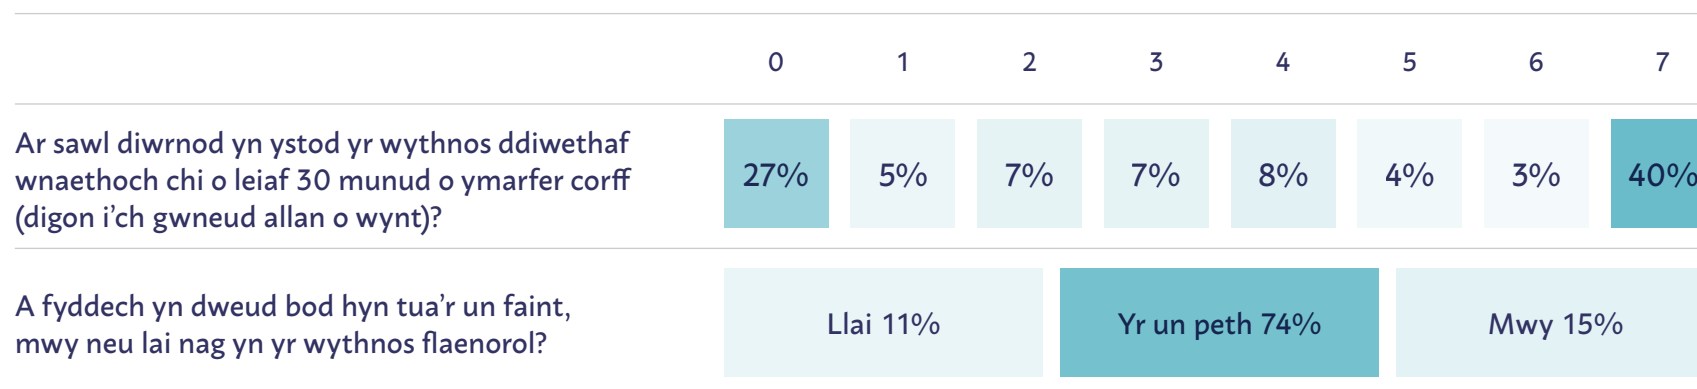 0 1 2 3 4 5 6 7
Ar sawl diwrnod yn ystod yr wythnos ddiwethaf
wnaethoch chi o leiaf 30 munud o ymarfer corff
(digon i'ch gwneud allan o wynt)?
27% 5% 7% 7% 8% 4% 3% 40%
A fyddech yn dweud bod hyn tua'r un faint,
mwy neu lai nag yn yr wythnos flaenorol?
Llai 11% Yr un peth 74% Mwy 15%